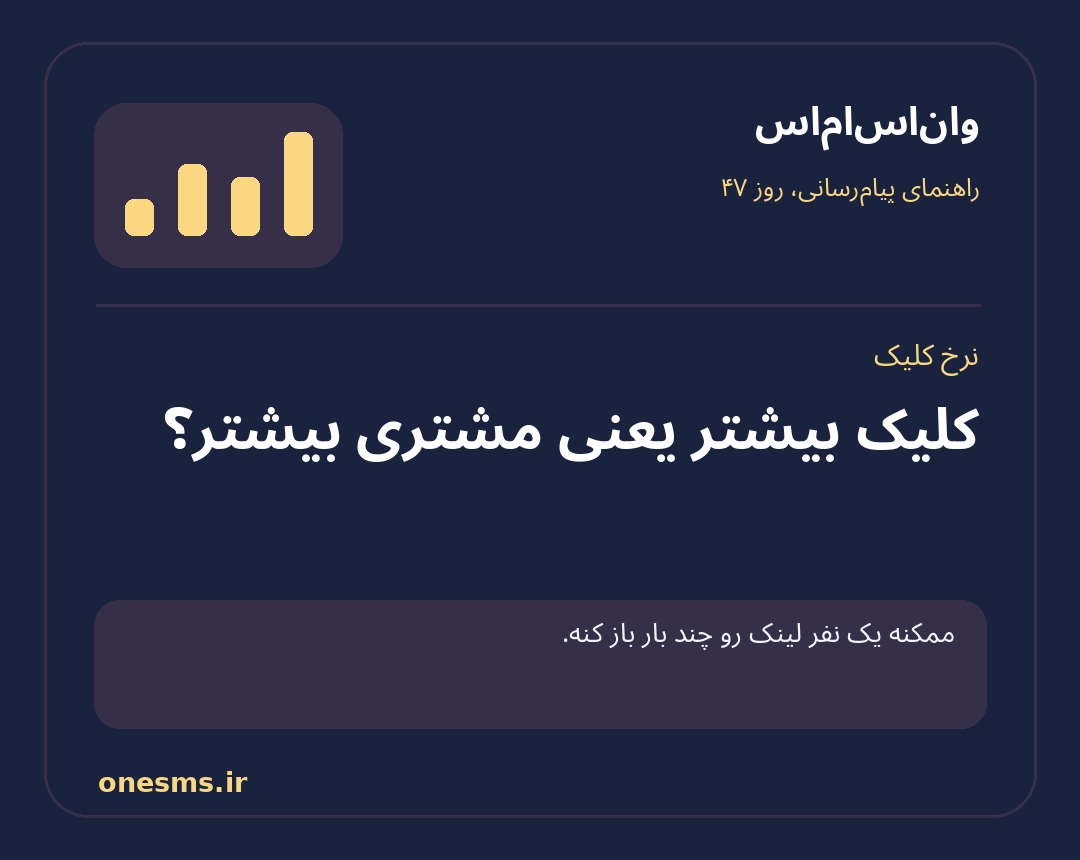 وان‌اس‌ام‌اس
راهنمای پیام‌رسانی، روز ۴۷
نرخ کلیک
کلیک بیشتر یعنی مشتری بیشتر؟
ممکنه یک نفر لینک رو چند بار باز کنه.
onesms.ir